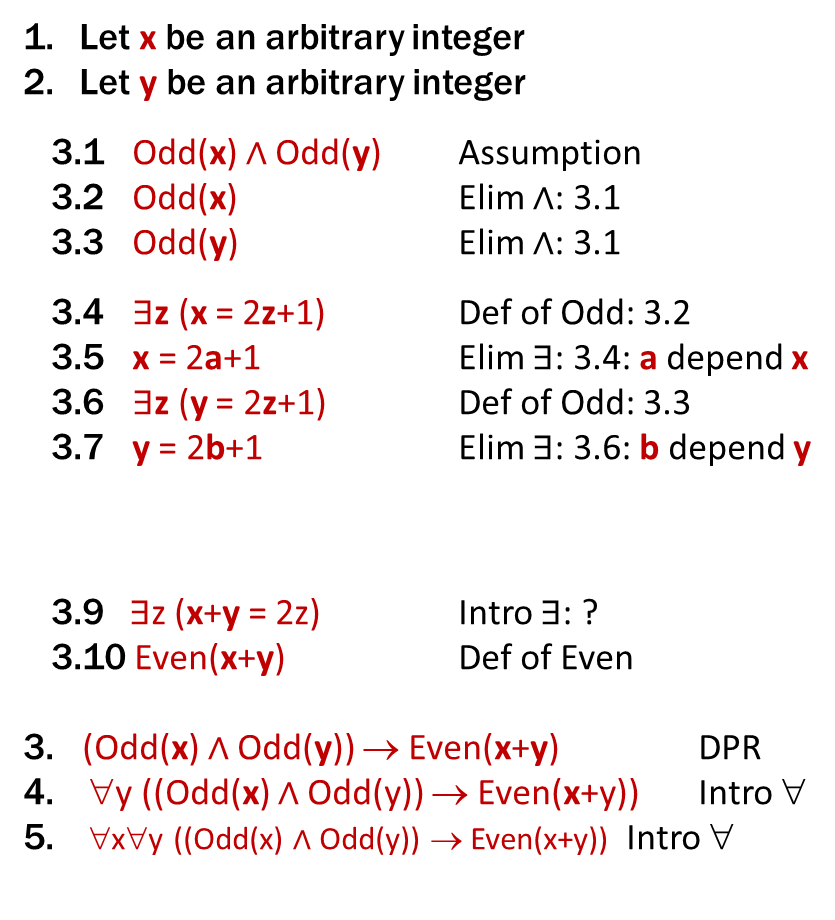 1. Let x be an arbitrary integer
2. Let y be an arbitrary integer
3.1 Odd(x) ∧ Odd(y) Assumption
3.2 Odd(x) Elim ∧: 3.1
3.3 Odd(y) Elim ∧: 3.1
3.4 ∃z (x = 2z+1) Def of Odd: 3.2
3.5 x = 2a+1 Elim ∃: 3.4: a depend x
3.6 ∃z (y = 2z+1) Def of Odd: 3.3
3.7 y = 2b+1 Elim ∃: 3.6: b depend y
3.9 ∃z (x+y = 2z) Intro ∃: ?
3.10 Even(x+y) Def of Even
3. (Odd(x) ∧ Odd(y)) → Even(x+y) DPR
4. ∀y ((Odd(x) ∧ Odd(y)) → Even(x+y)) Intro ∀
5. ∀x∀y ((Odd(x) ∧ Odd(y)) → Even(x+y)) Intro ∀